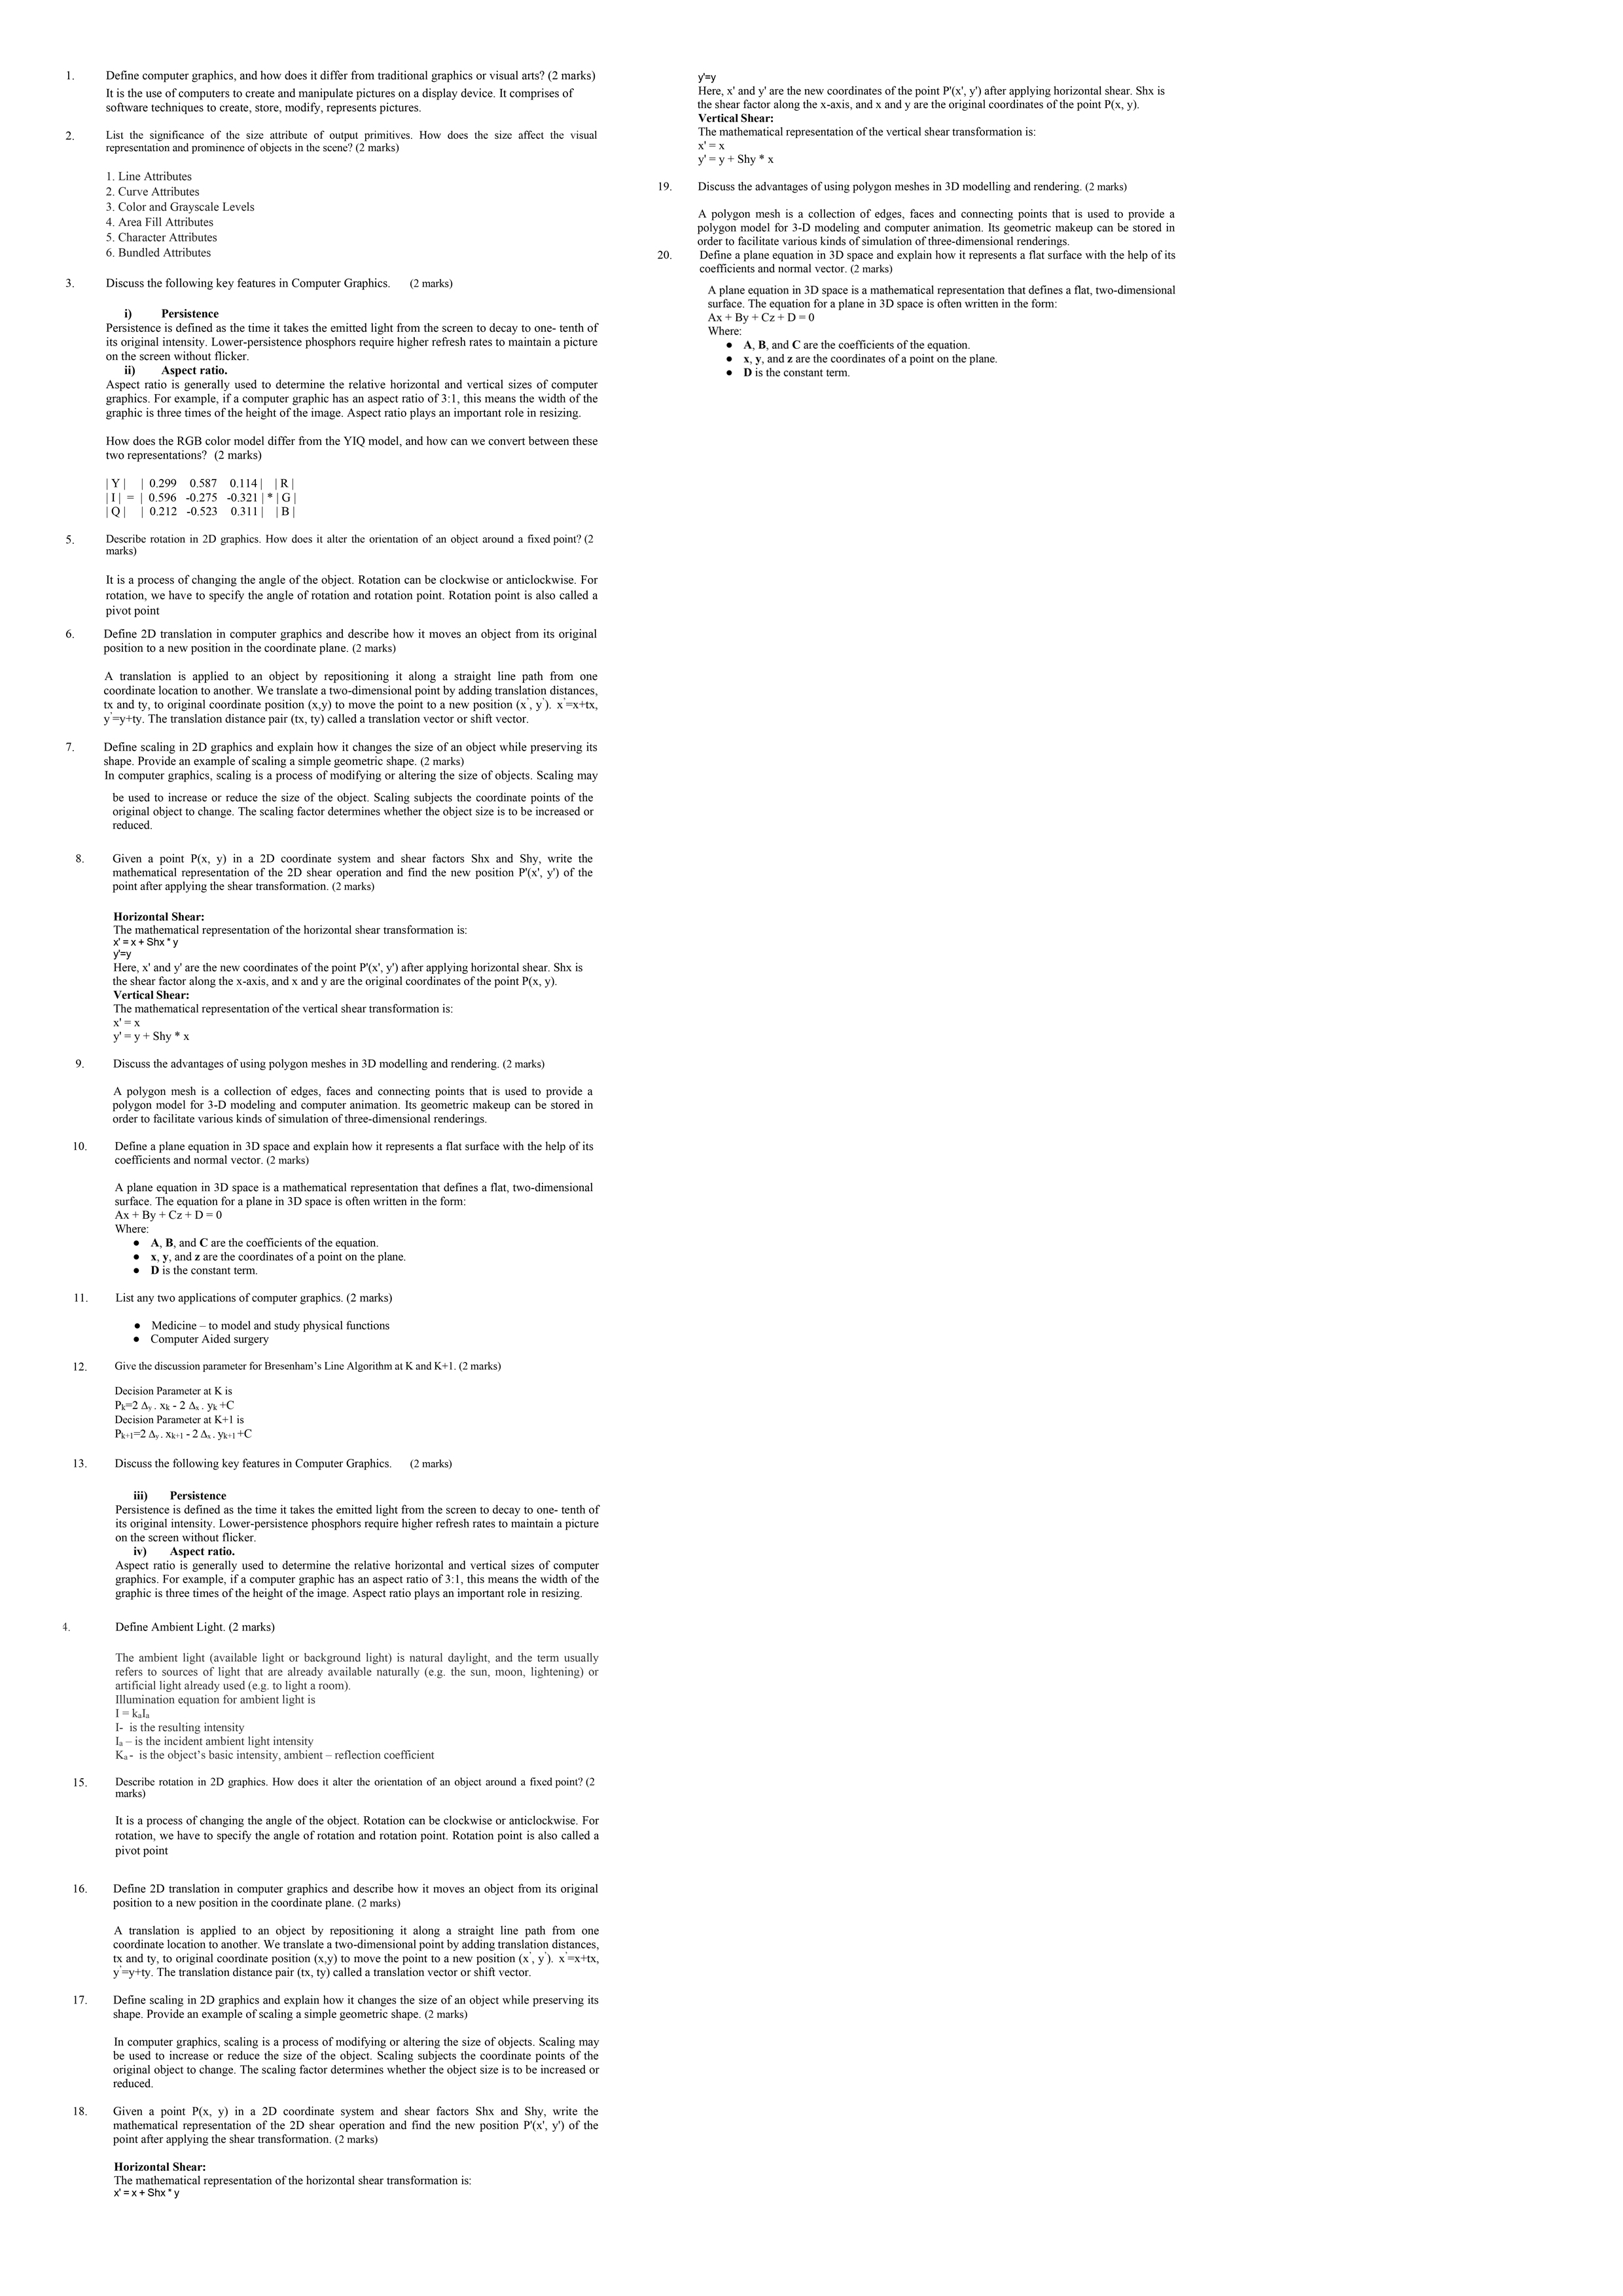 1. Define computer graphics, and how does it differ from traditional graphics or visual arts? (2 marks)
It is the use of computers to create and manipulate pictures on a display device. It comprises of
software techniques to create, store, modify, represents pictures.
2. List the significance of the size attribute of output primitives. How does the size affect the visual
representation and prominence of objects in the scene? (2 marks)
1. Line Attributes
2. Curve Attributes
3. Color and Grayscale Levels
4. Area Fill Attributes
5. Character Attributes
6. Bundled Attributes
3. Discuss the following key features in Computer Graphics. (2 marks)
i) Persistence
Persistence is defined as the time it takes the emitted light from the screen to decay to one- tenth of
its original intensity. Lower-persistence phosphors require higher refresh rates to maintain a picture
on the screen without flicker.
ii) Aspect ratio.
Aspect ratio is generally used to determine the relative horizontal and vertical sizes of computer
graphics. For example, if a computer graphic has an aspect ratio of 3:1, this means the width of the
graphic is three times of the height of the image. Aspect ratio plays an important role in resizing.
How does the RGB color model differ from the YIQ model, and how can we convert between these
two representations? (2 marks)
| Y | | 0.299 0.587 0.114 | | R |
| I | = | 0.596 -0.275 -0.321 | * | G |
| Q | | 0.212 -0.523 0.311 | | B |
5. Describe rotation in 2D graphics. How does it alter the orientation of an object around a fixed point? (2
marks)
It is a process of changing the angle of the object. Rotation can be clockwise or anticlockwise. For
rotation, we have to specify the angle of rotation and rotation point. Rotation point is also called a
pivot point
6. Define 2D translation in computer graphics and describe how it moves an object from its original
position to a new position in the coordinate plane. (2 marks)
A translation is applied to an object by repositioning it along a straight line path from one
coordinate location to another. We translate a two-dimensional point by adding translation distances,
tx and ty, to original coordinate position (x,y) to move the point to a new position (x', y'). x'=x+tx,
y'=y+ty. The translation distance pair (tx, ty) called a translation vector or shift vector.
7. Define scaling in 2D graphics and explain how it changes the size of an object while preserving its
shape. Provide an example of scaling a simple geometric shape. (2 marks)
In computer graphics, scaling is a process of modifying or altering the size of objects. Scaling may
be used to increase or reduce the size of the object. Scaling subjects the coordinate points of the
original object to change. The scaling factor determines whether the object size is to be increased or
reduced.
8. Given a point P(x, y) in a 2D coordinate system and shear factors Shx and Shy, write the
mathematical representation of the 2D shear operation and find the new position P'(x', y') of the
point after applying the shear transformation. (2 marks)
Horizontal Shear:
The mathematical representation of the horizontal shear transformation is:
x' = x + Shx * y
y'=y
Here, x' and y' are the new coordinates of the point P'(x', y') after applying horizontal shear. Shx is
the shear factor along the x-axis, and x and y are the original coordinates of the point P(x, y).
Vertical Shear:
The mathematical representation of the vertical shear transformation is:
x' = x
y' = y + Shy * x
9. Discuss the advantages of using polygon meshes in 3D modelling and rendering. (2 marks)
A polygon mesh is a collection of edges, faces and connecting points that is used to provide a
polygon model for 3-D modeling and computer animation. Its geometric makeup can be stored in
order to facilitate various kinds of simulation of three-dimensional renderings.
10. Define a plane equation in 3D space and explain how it represents a flat surface with the help of its
coefficients and normal vector. (2 marks)
A plane equation in 3D space is a mathematical representation that defines a flat, two-dimensional
surface. The equation for a plane in 3D space is often written in the form:
Ax + By + Cz + D = 0
Where:
● A, B, and C are the coefficients of the equation.
● x, y, and z are the coordinates of a point on the plane.
● D is the constant term.
11. List any two applications of computer graphics. (2 marks)
● Medicine – to model and study physical functions
● Computer Aided surgery
12. Give the discussion parameter for Bresenham’s Line Algorithm at K and K+1. (2 marks)
Decision Parameter at K is
Pk=2 Δy . xk - 2 Δx . yk +C
Decision Parameter at K+1 is
Pk+1=2 Δy . xk+1 - 2 Δx . yk+1 +C
13. Discuss the following key features in Computer Graphics. (2 marks)
iii) Persistence
Persistence is defined as the time it takes the emitted light from the screen to decay to one- tenth of
its original intensity. Lower-persistence phosphors require higher refresh rates to maintain a picture
on the screen without flicker.
iv) Aspect ratio.
Aspect ratio is generally used to determine the relative horizontal and vertical sizes of computer
graphics. For example, if a computer graphic has an aspect ratio of 3:1, this means the width of the
graphic is three times of the height of the image. Aspect ratio plays an important role in resizing.
4. Define Ambient Light. (2 marks)
The ambient light (available light or background light) is natural daylight, and the term usually
refers to sources of light that are already available naturally (e.g. the sun, moon, lightening) or
artificial light already used (e.g. to light a room).
Illumination equation for ambient light is
I = kaIa
I- is the resulting intensity
Ia – is the incident ambient light intensity
Ka - is the object’s basic intensity, ambient – reflection coefficient
15. Describe rotation in 2D graphics. How does it alter the orientation of an object around a fixed point? (2
marks)
It is a process of changing the angle of the object. Rotation can be clockwise or anticlockwise. For
rotation, we have to specify the angle of rotation and rotation point. Rotation point is also called a
pivot point
16. Define 2D translation in computer graphics and describe how it moves an object from its original
position to a new position in the coordinate plane. (2 marks)
A translation is applied to an object by repositioning it along a straight line path from one
coordinate location to another. We translate a two-dimensional point by adding translation distances,
tx and ty, to original coordinate position (x,y) to move the point to a new position (x', y'). x'=x+tx,
y'=y+ty. The translation distance pair (tx, ty) called a translation vector or shift vector.
17. Define scaling in 2D graphics and explain how it changes the size of an object while preserving its
shape. Provide an example of scaling a simple geometric shape. (2 marks)
In computer graphics, scaling is a process of modifying or altering the size of objects. Scaling may
be used to increase or reduce the size of the object. Scaling subjects the coordinate points of the
original object to change. The scaling factor determines whether the object size is to be increased or
reduced.
18. Given a point P(x, y) in a 2D coordinate system and shear factors Shx and Shy, write the
mathematical representation of the 2D shear operation and find the new position P'(x', y') of the
point after applying the shear transformation. (2 marks)
Horizontal Shear:
The mathematical representation of the horizontal shear transformation is:
x' = x + Shx * y
y'=y
Here, x' and y' are the new coordinates of the point P'(x', y') after applying horizontal shear. Shx is
the shear factor along the x-axis, and x and y are the original coordinates of the point P(x, y).
Vertical Shear:
The mathematical representation of the vertical shear transformation is:
x' = x
y' = y + Shy * x
19. Discuss the advantages of using polygon meshes in 3D modelling and rendering. (2 marks)
A polygon mesh is a collection of edges, faces and connecting points that is used to provide a
polygon model for 3-D modeling and computer animation. Its geometric makeup can be stored in
order to facilitate various kinds of simulation of three-dimensional renderings.
20. Define a plane equation in 3D space and explain how it represents a flat surface with the help of its
coefficients and normal vector. (2 marks)
A plane equation in 3D space is a mathematical representation that defines a flat, two-dimensional
surface. The equation for a plane in 3D space is often written in the form:
Ax + By + Cz + D = 0
Where:
● A, B, and C are the coefficients of the equation.
● x, y, and z are the coordinates of a point on the plane.
● D is the constant term.